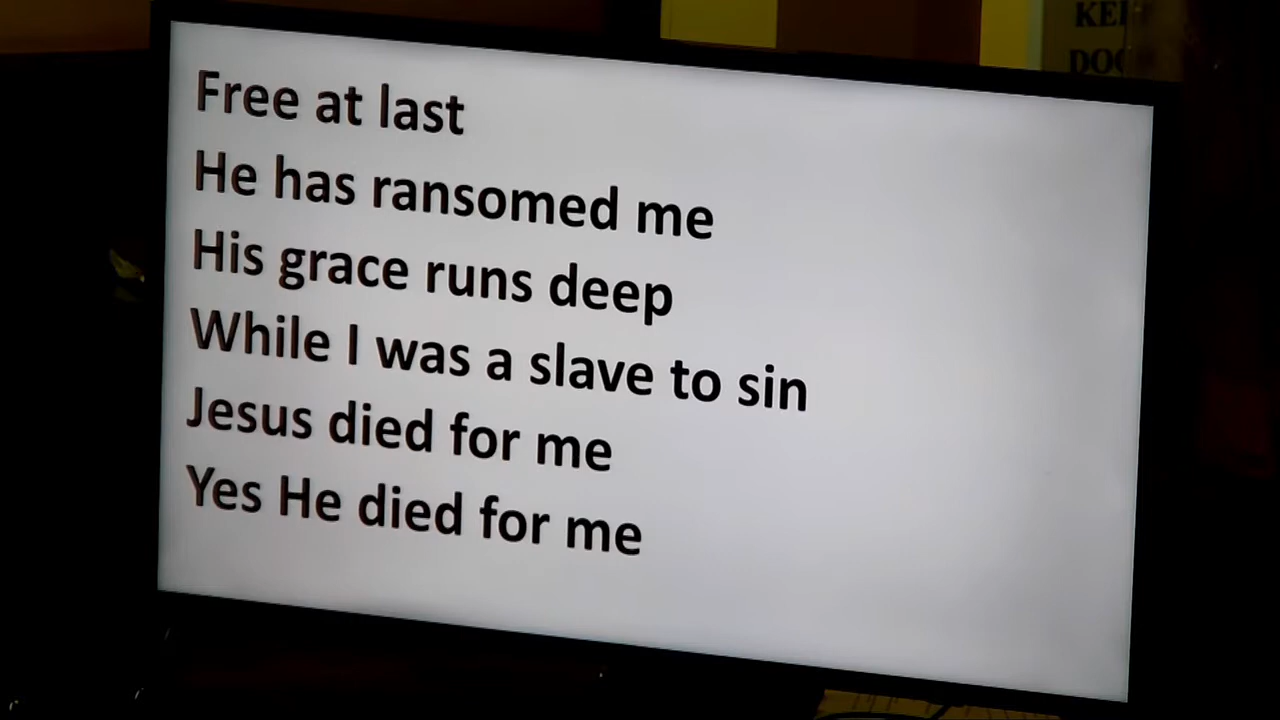 Free at last
He has ransomed me
His grace runs deep
While I was a slave to sin
Jesus died for me
Yes He died for me